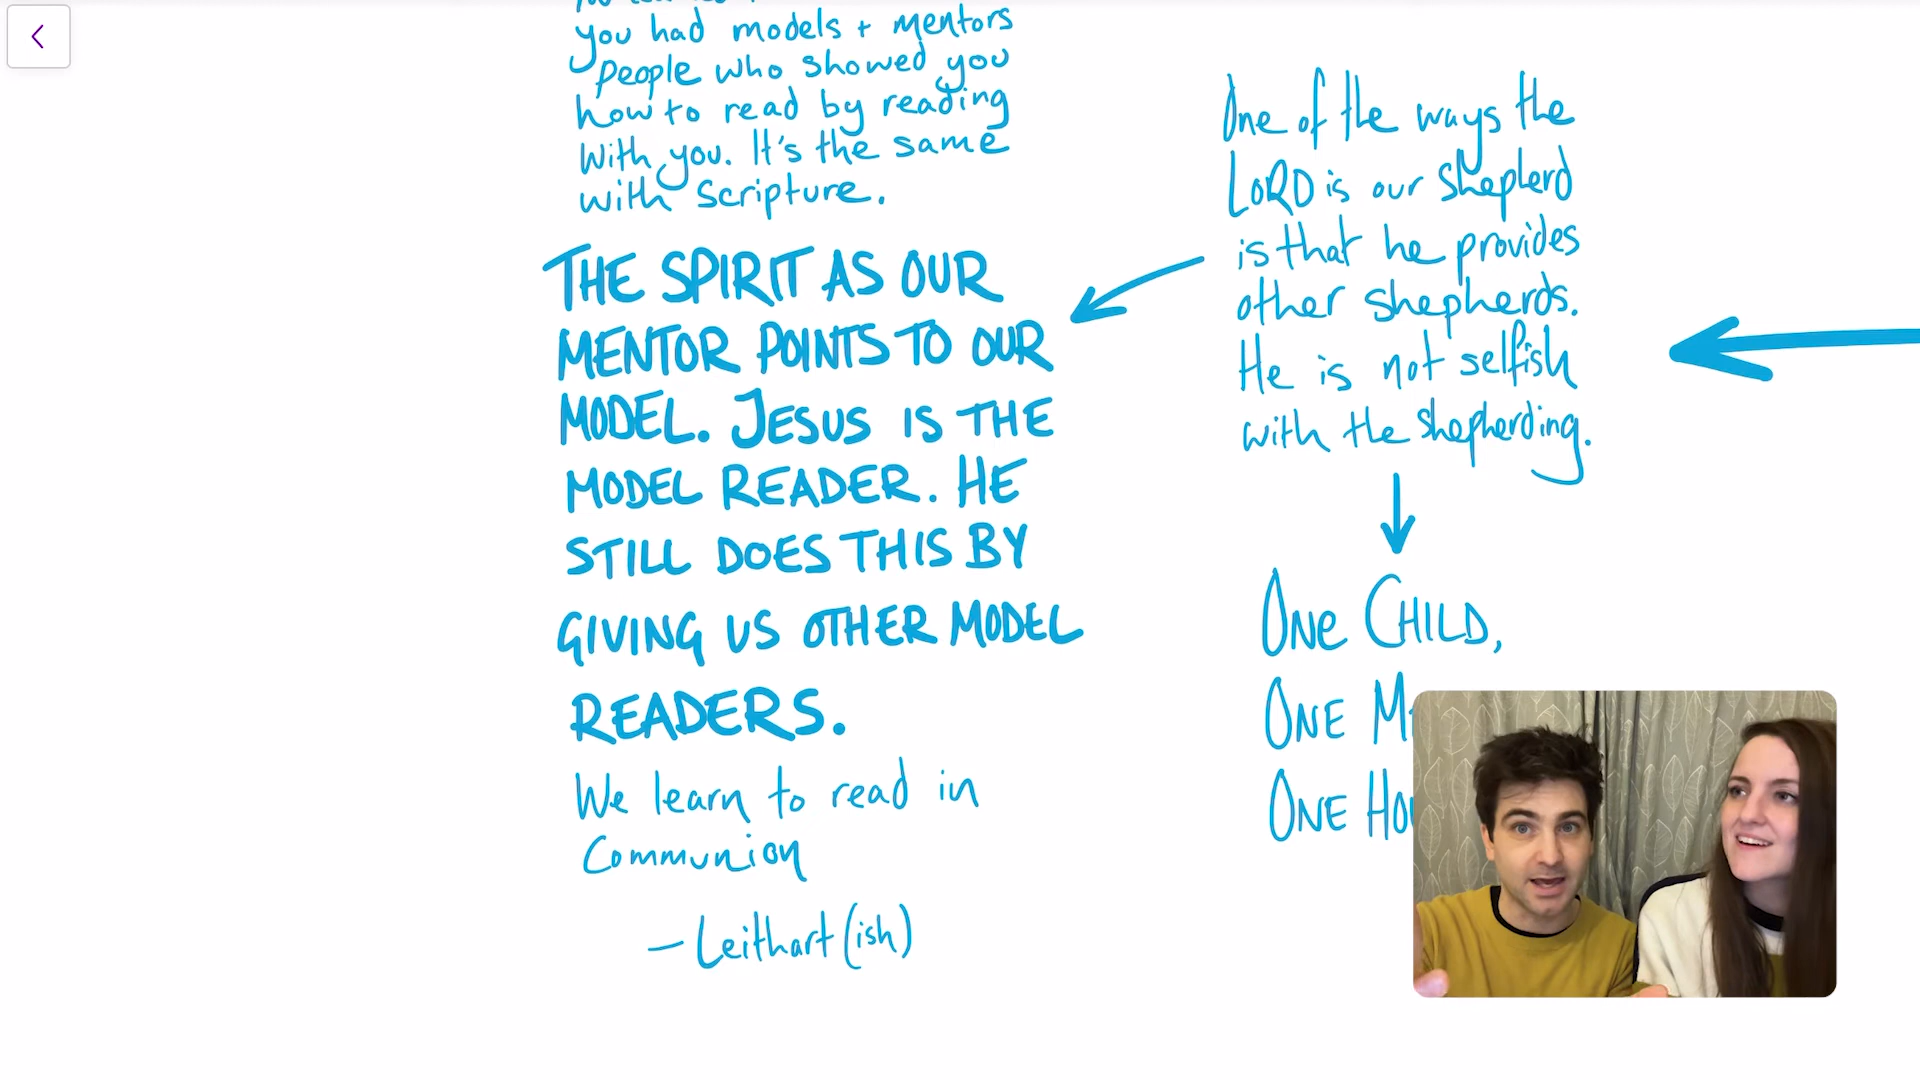 you had models + mentors
people who showed you
how to read by reading
with you. It's the same
with scripture.
THE SPIRIT AS OUR
MENTOR POINTS TO OUR
MODEL. JESUS IS THE
MODEL READER. HE
STILL DOES THIS BY
GIVING US OTHER MODEL
READERS.
We learn to read in
Communion
— Leithart (ish)
One of the ways the
LORD is our shepherd
is that he provides
other shepherds.
He is not selfish
with the shepherding.
ONE CHILD,
ONE
ONE